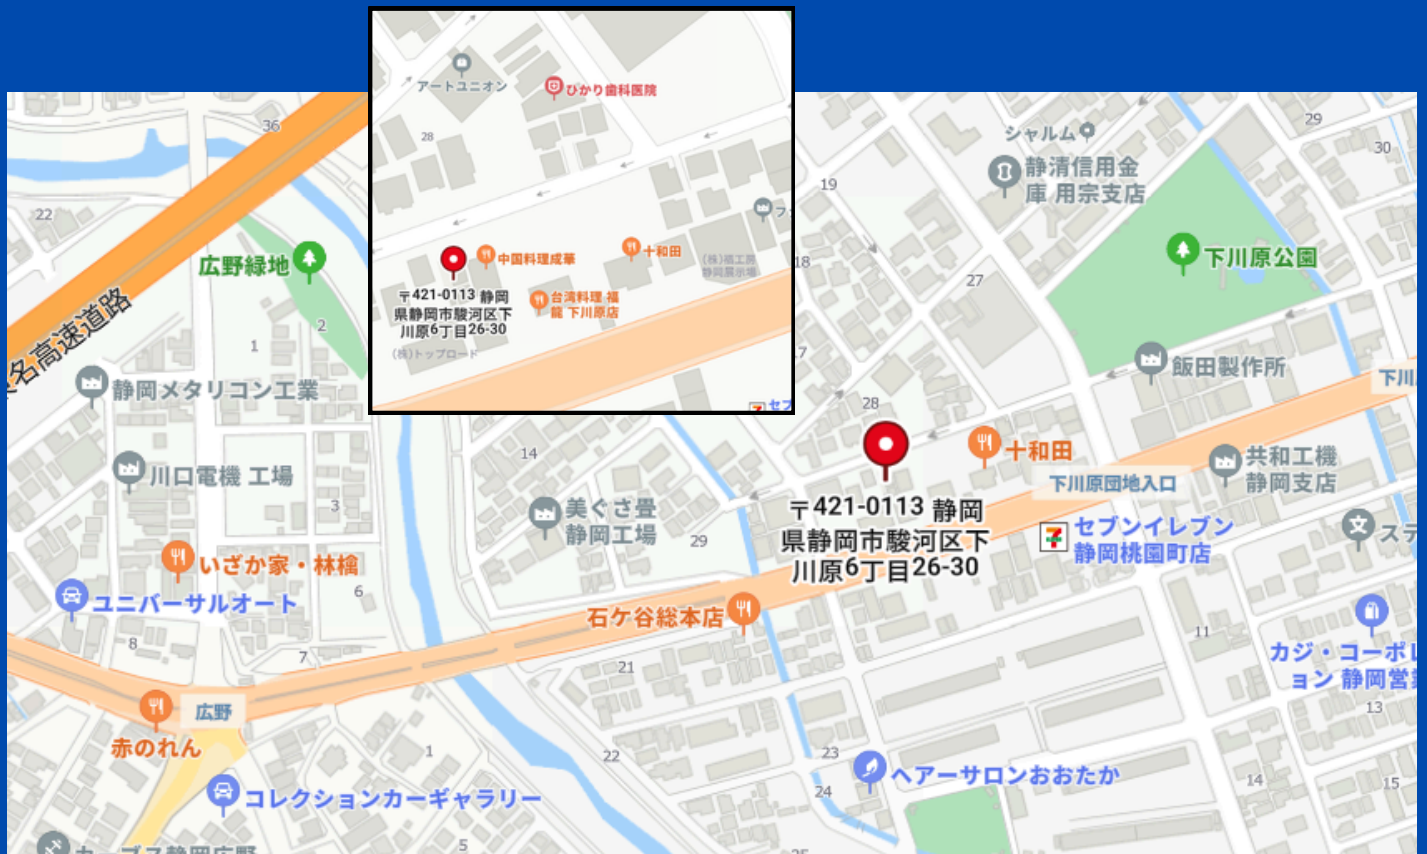 アートユニオン
ひかり歯科医院
28
中国料理成華
十和田
〒421-0113 静岡
県静岡市駿河区下
川原6丁目26-30
台湾料理 福
龍 下川原店
静岡展示場
(株)トップロード
36
22
広野緑地
名高速道路
2
1
静岡メタリコン工業
川口電機 工場
3
いざか家・林檎
ユニバーサルオート
6
8
7
広野
赤のれん
コレクションカーギャラリー
1
5
14
美ぐさ畳
静岡工場
29
石ケ谷総本店
21
22
シャルム
静清信用金
庫 用宗支店
19
18
27
29
30
下川原公園
飯田製作所
28
十和田
下川原団地入口
共和工機
静岡支店
セブンイレブン
静岡桃園町店
〒421-0113 静岡
県静岡市駿河区下
川原6丁目26-30
11
カジ・コーポレ
ョン 静岡営業
13
14
15
23
24
ヘアーサロンおおたか